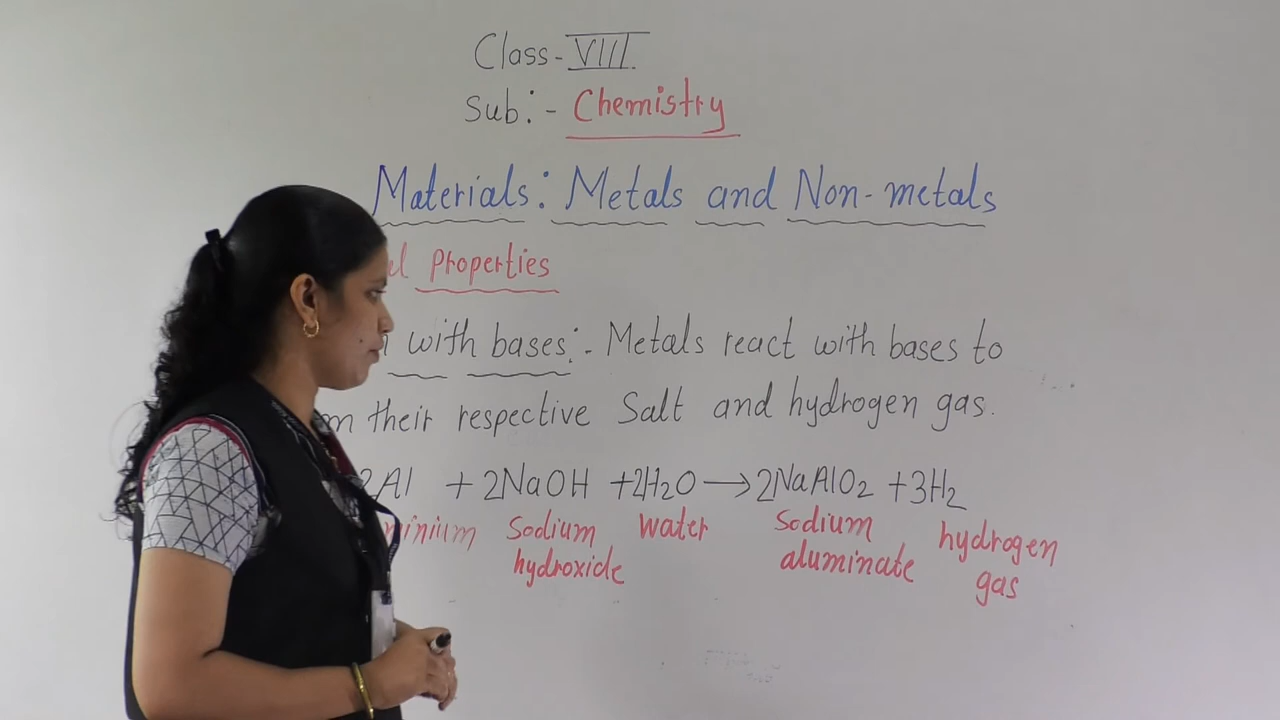 Class-VIII.
Sub:- Chemistry
Materials: Metals and Non-metals
Properties
with bases:- Metals react with bases to
their respective Salt and hydrogen gas.
2Al + 2NaOH +2H₂O → 2NaAlO₂ +3H₂
Sodium water Sodium hydrogen
hydroxide aluminate gas